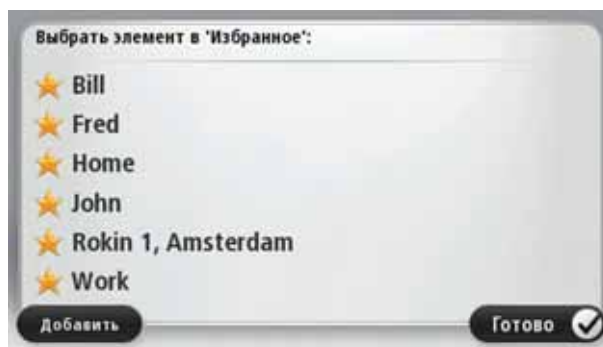 Выбрать элемент в 'Избранное':
Bill
Fred
Home
John
Rokin 1, Amsterdam
Work
Добавить
Готово